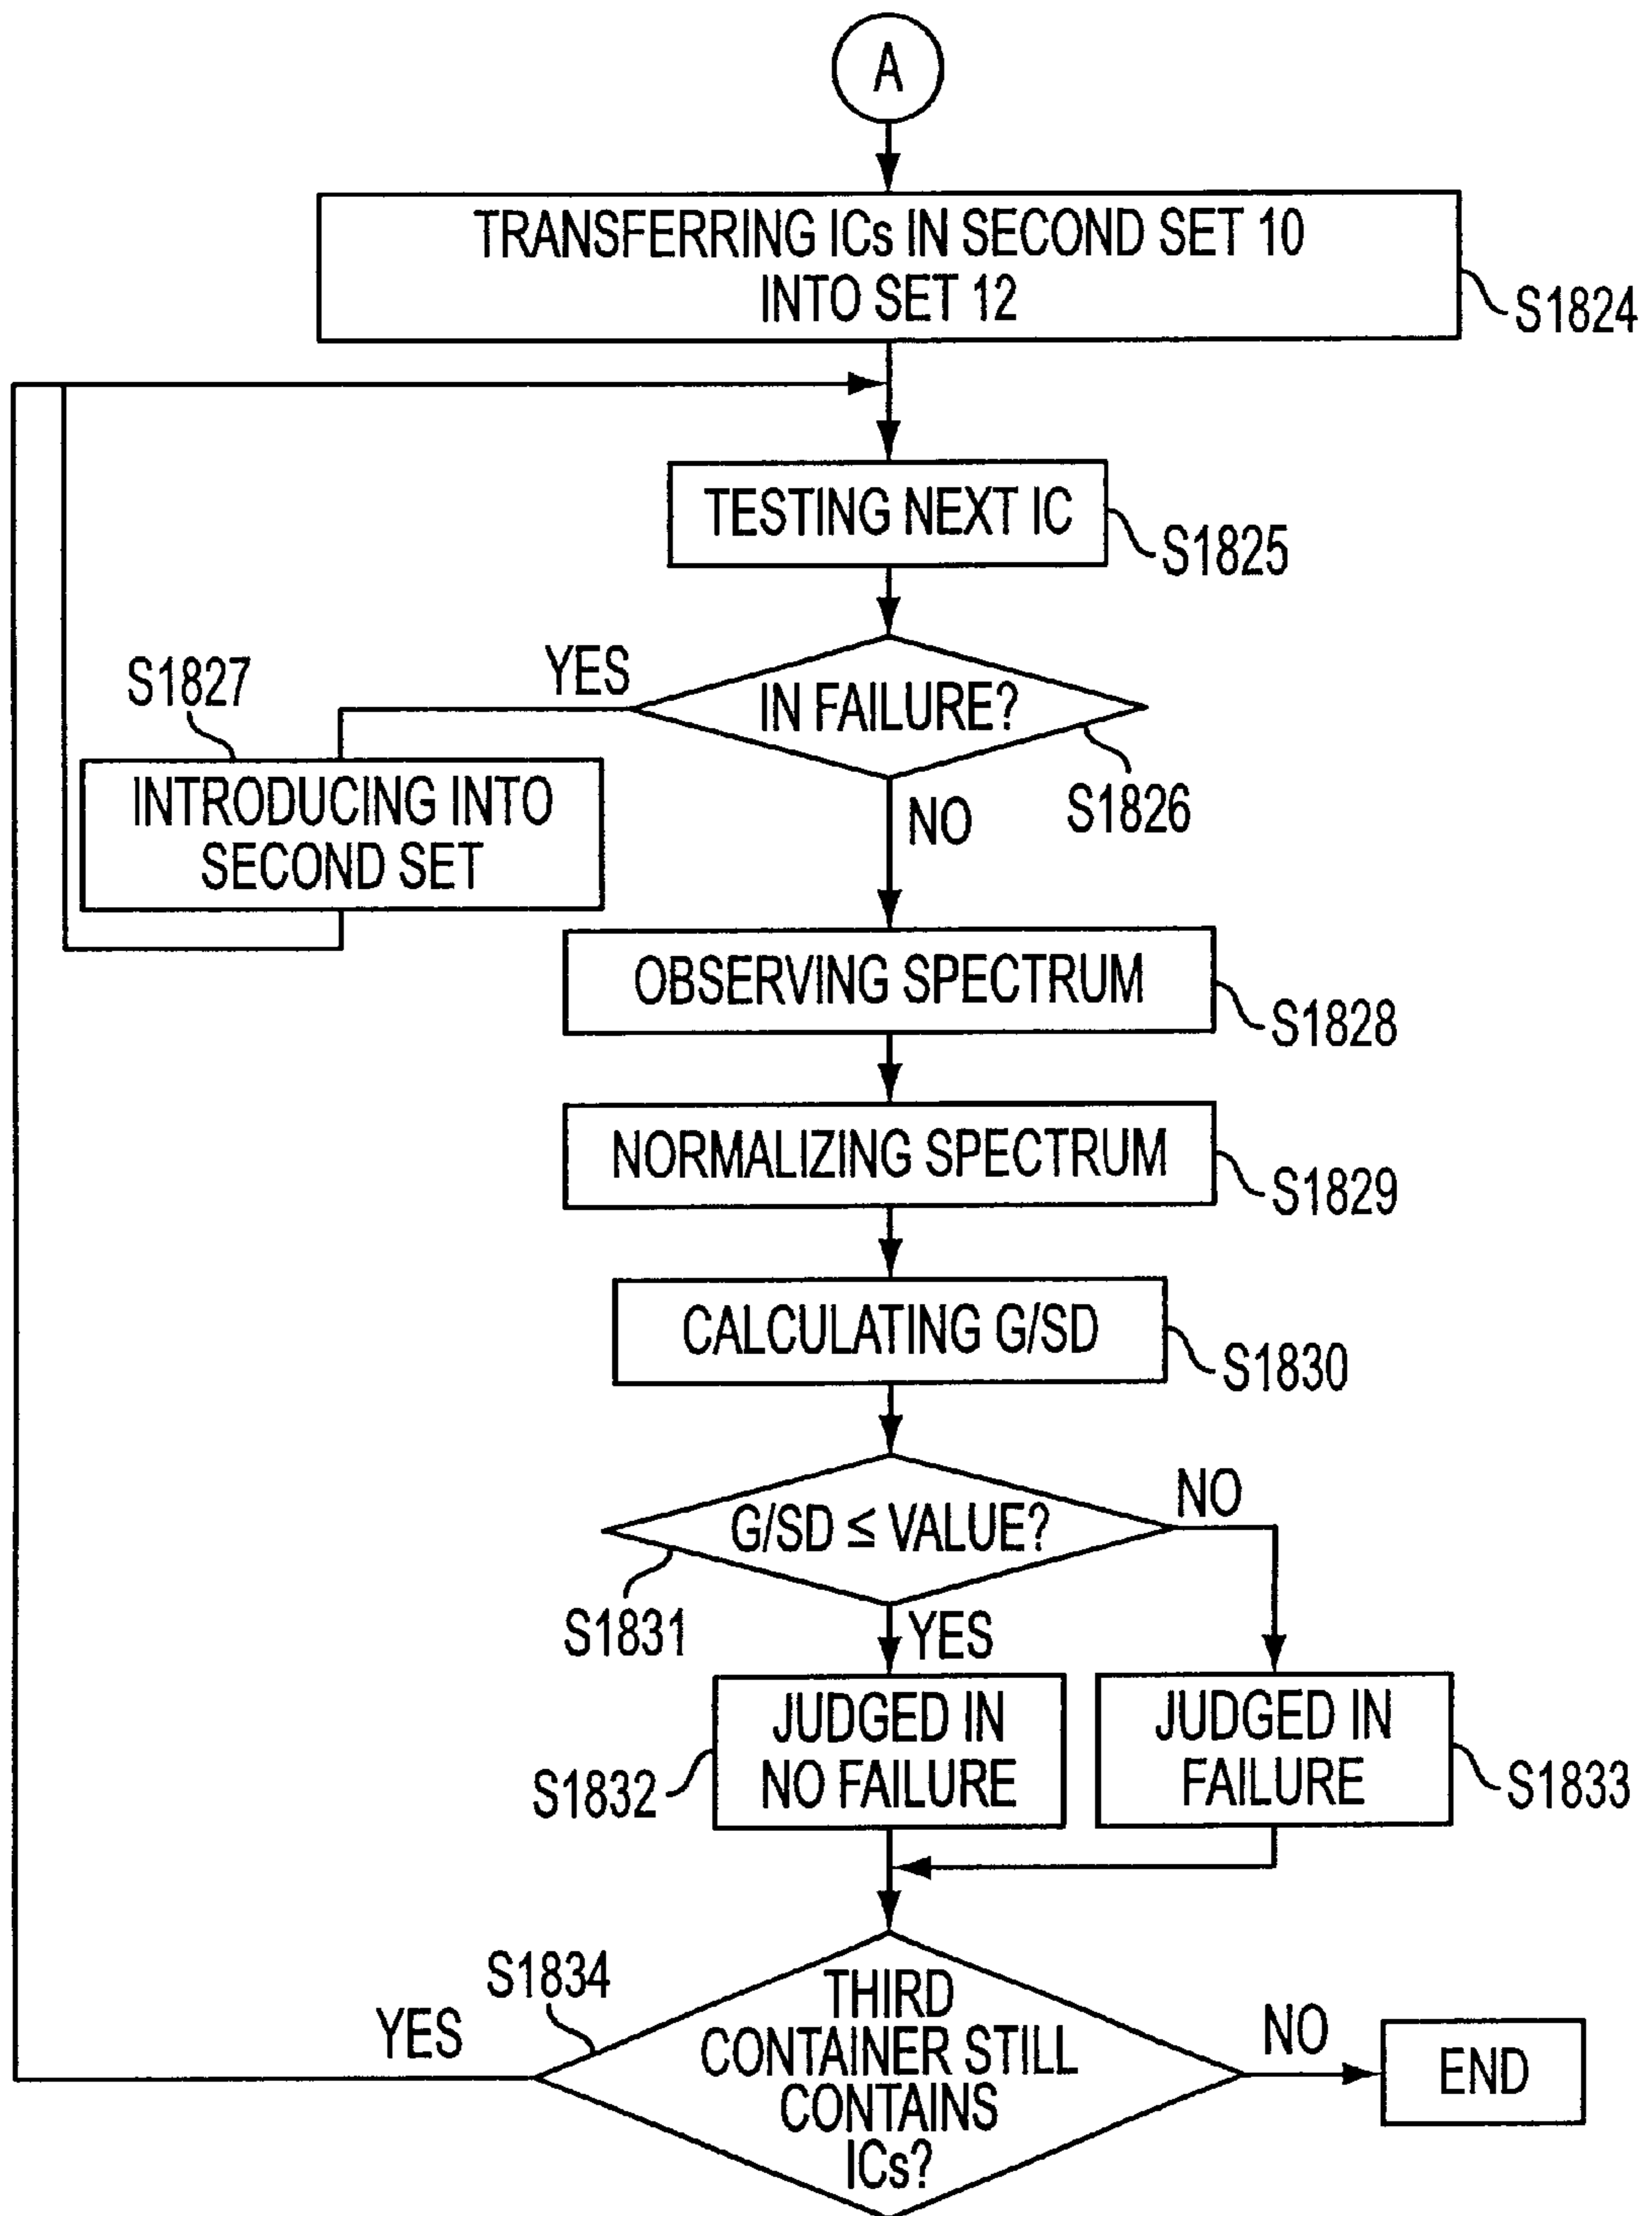 A
TRANSFERRING ICs IN SECOND SET 10
INTO SET 12
S1824
TESTING NEXT IC
S1825
S1827
YES
IN FAILURE?
S1826
INTRODUCING INTO
SECOND SET
NO
OBSERVING SPECTRUM
S1828
NORMALIZING SPECTRUM
S1829
CALCULATING G/SD
S1830
G/SD ≤ VALUE?
NO
S1831
YES
JUDGED IN
NO FAILURE
S1832
JUDGED IN
FAILURE
S1833
S1834
YES
THIRD
CONTAINER STILL
CONTAINS
ICs?
NO
END